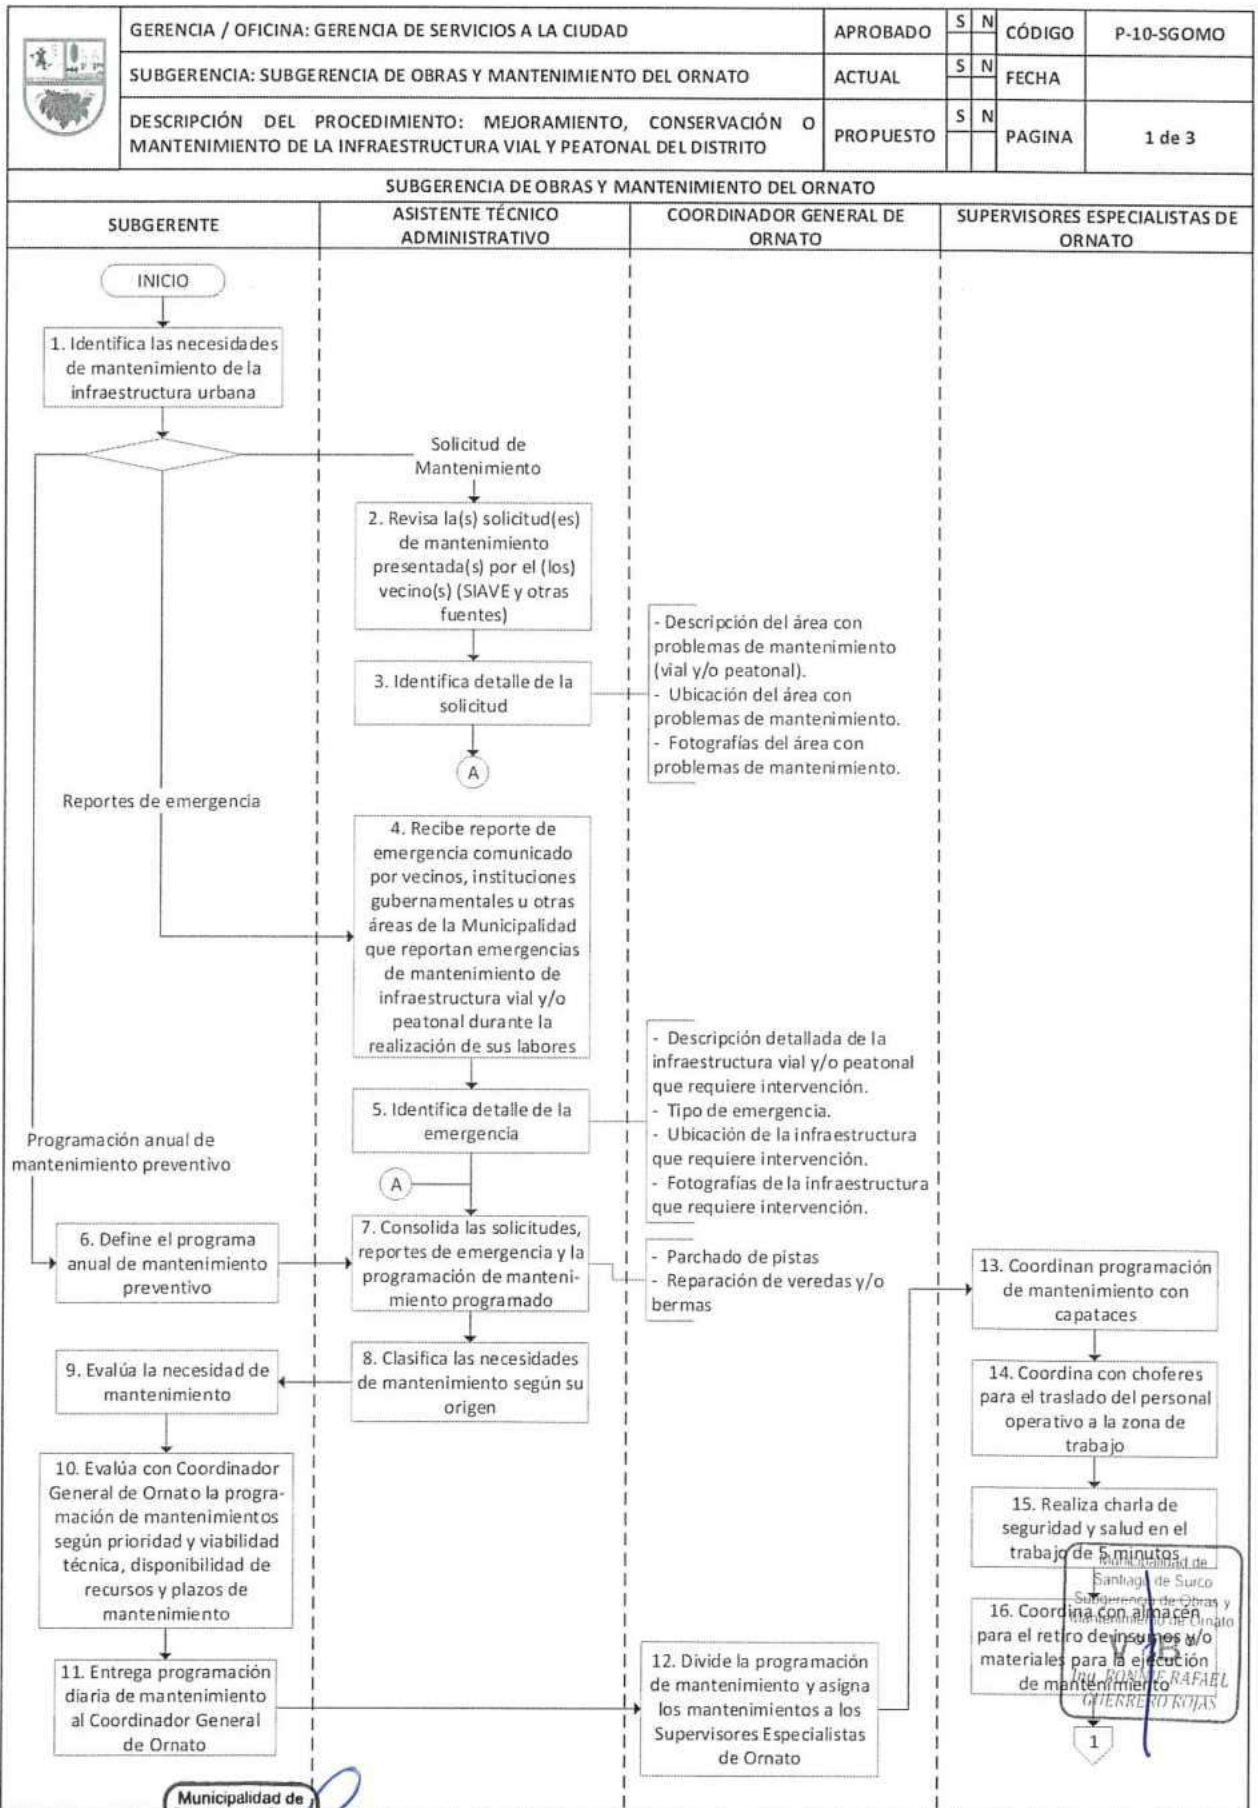 GERENCIA / OFICINA: GERENCIA DE SERVICIOS A LA CIUDAD
APROBADO
S N
CÓDIGO
P-10-SGOMO
SUBGERENCIA: SUBGERENCIA DE OBRAS Y MANTENIMIENTO DEL ORNATO
ACTUAL
S N
FECHA
DESCRIPCIÓN DEL PROCEDIMIENTO: MEJORAMIENTO, CONSERVACIÓN O
MANTENIMIENTO DE LA INFRAESTRUCTURA VIAL Y PEATONAL DEL DISTRITO
PROPUESTO
S N
PAGINA
1 de 3
SUBGERENCIA DE OBRAS Y MANTENIMIENTO DEL ORNATO
SUBGERENTE
ASISTENTE TÉCNICO
ADMINISTRATIVO
COORDINADOR GENERAL DE
ORNATO
SUPERVISORES ESPECIALISTAS DE
ORNATO
INICIO
1. Identifica las necesidades
de mantenimiento de la
infraestructura urbana
Solicitud de
Mantenimiento
2. Revisa la(s) solicitud(es)
de mantenimiento
presentada(s) por el (los)
vecino(s) (SIAVE y otras
fuentes)
3. Identifica detalle de la
solicitud
- Descripción del área con
problemas de mantenimiento
(vial y/o peatonal).
- Ubicación del área con
problemas de mantenimiento.
- Fotografías del área con
problemas de mantenimiento.
A
Reportes de emergencia
4. Recibe reporte de
emergencia comunicado
por vecinos, instituciones
gubernamentales u otras
áreas de la Municipalidad
que reportan emergencias
de mantenimiento de
infraestructura vial y/o
peatonal durante la
realización de sus labores
5. Identifica detalle de la
emergencia
- Descripción detallada de la
infraestructura vial y/o peatonal
que requiere intervención.
- Tipo de emergencia.
- Ubicación de la infraestructura
que requiere intervención.
- Fotografías de la infraestructura
que requiere intervención.
Programación anual de
mantenimiento preventivo
A
6. Define el programa
anual de mantenimiento
preventivo
7. Consolida las solicitudes,
reportes de emergencia y la
programación de manteni-
miento programado
- Parchado de pistas
- Reparación de veredas y/o
bermas
8. Clasifica las necesidades
de mantenimiento según su
origen
9. Evalúa la necesidad de
mantenimiento
10. Evalúa con Coordinador
General de Ornato la progra-
mación de mantenimientos
según prioridad y viabilidad
técnica, disponibilidad de
recursos y plazos de
mantenimiento
11. Entrega programación
diaria de mantenimiento
al Coordinador General
de Ornato
12. Divide la programación
de mantenimiento y asigna
los mantenimientos a los
Supervisores Especialistas
de Ornato
13. Coordinan programación
de mantenimiento con
capataces
14. Coordina con choferes
para el traslado del personal
operativo a la zona de
trabajo
15. Realiza charla de
seguridad y salud en el
trabajo de 5 minutos
16. Coordina con almacén
para el retiro de insumos y/o
materiales para la ejecución
de mantenimiento
1
Municipalidad de
Santiago de Surco
Subgerencia de Obras y
Mantenimiento de Ornato
V°B°
Ing. RONNIE RAFAEL
GUERRERO ROJAS
Municipalidad de